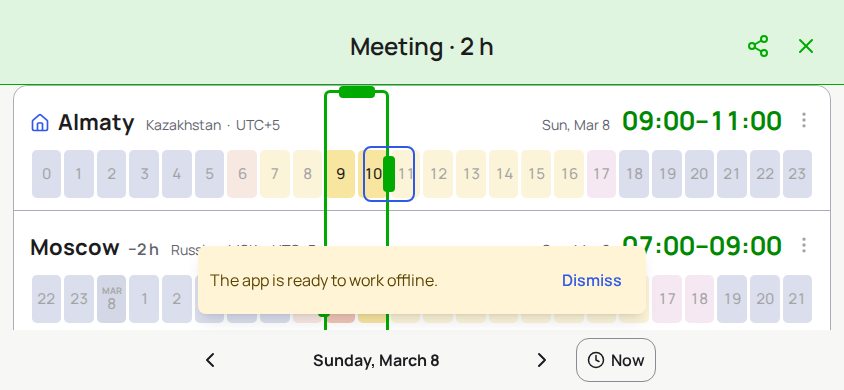 Meeting · 2 h
Almaty Kazakhstan · UTC+5 Sun, Mar 8 09:00–11:00
0 1 2 3 4 5 6 7 8 9 10 11 12 13 14 15 16 17 18 19 20 21 22 23
Moscow −2 h 07:00–09:00
22 23 MAR 8 1 2 17 18 19 20 21
The app is ready to work offline. Dismiss
Sunday, March 8 Now